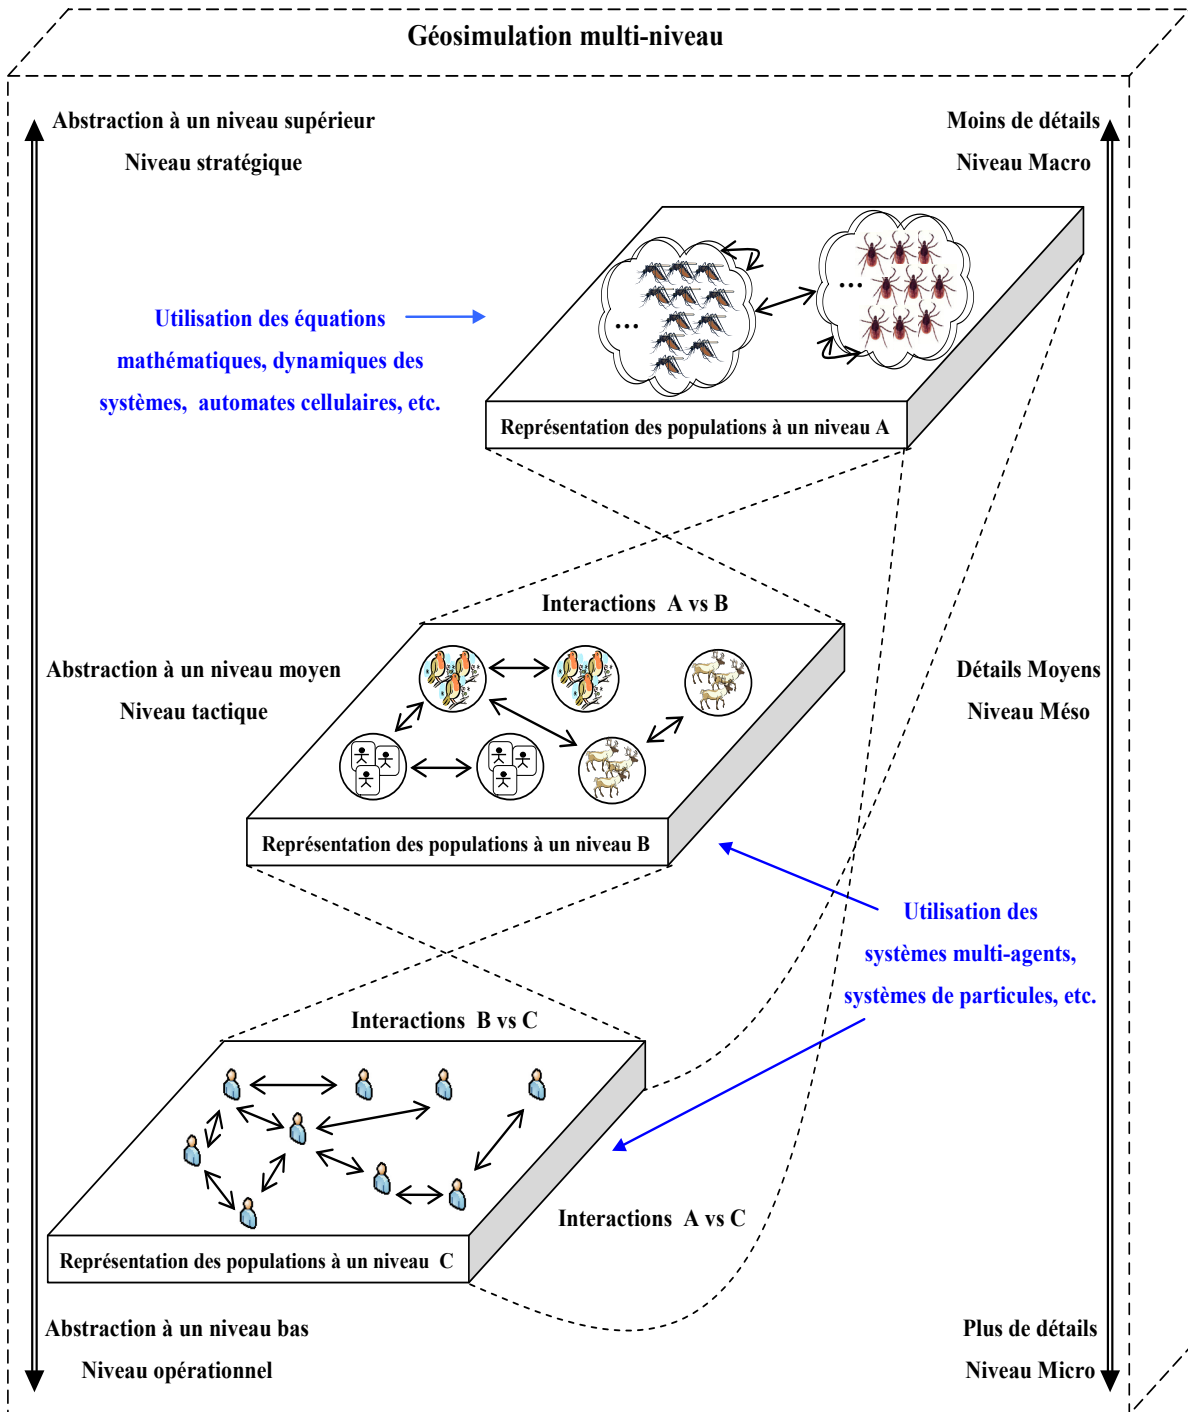 Géosimulation multi-niveau
Abstraction à un niveau supérieur
Niveau stratégique
Moins de détails
Niveau Macro
Utilisation des équations
mathématiques, dynamiques des
systèmes, automates cellulaires, etc.
...
...
Représentation des populations à un niveau A
Interactions A vs B
Abstraction à un niveau moyen
Niveau tactique
Détails Moyens
Niveau Méso
Représentation des populations à un niveau B
Utilisation des
systèmes multi-agents,
systèmes de particules, etc.
Interactions B vs C
Interactions A vs C
Représentation des populations à un niveau C
Abstraction à un niveau bas
Niveau opérationnel
Plus de détails
Niveau Micro